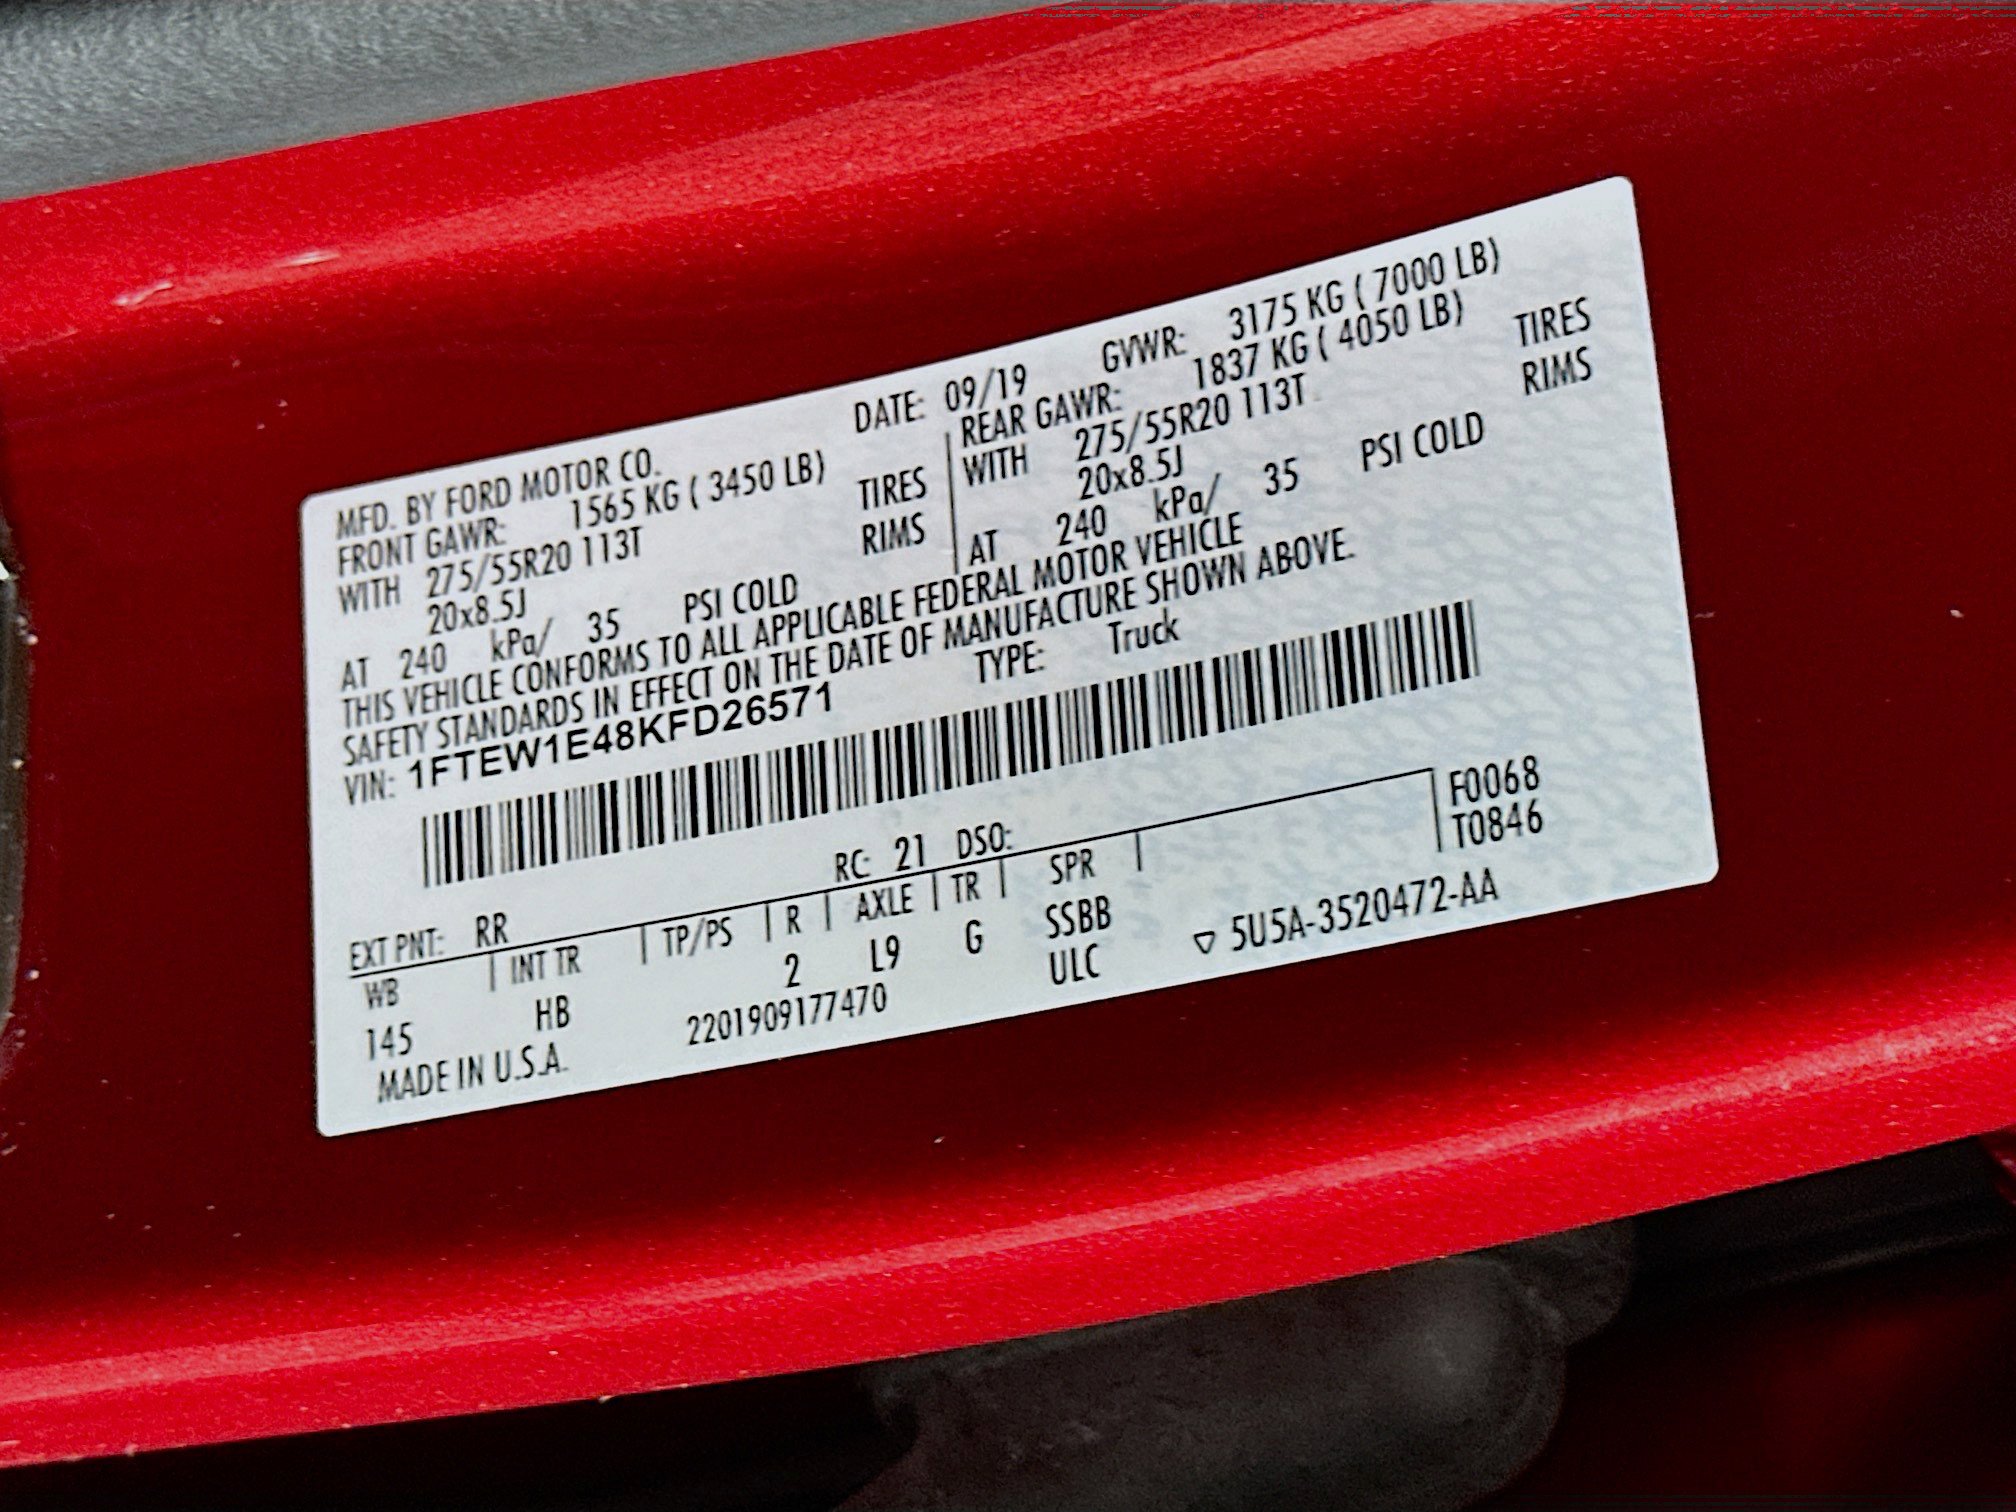 MFD. BY FORD MOTOR CO. DATE: 09/19 GVWR: 3175 KG ( 7000 LB)
FRONT GAWR: 1565 KG ( 3450 LB) REAR GAWR: 1837 KG ( 4050 LB)
WITH 275/55R20 113T TIRES WITH 275/55R20 113T TIRES
20x8.5J RIMS 20x8.5J RIMS
AT 240 kPa/ 35 PSI COLD AT 240 kPa/ 35 PSI COLD
THIS VEHICLE CONFORMS TO ALL APPLICABLE FEDERAL MOTOR VEHICLE
SAFETY STANDARDS IN EFFECT ON THE DATE OF MANUFACTURE SHOWN ABOVE.
VIN: 1FTEW1E48KFD26571 TYPE: Truck
EXT PNT: RR RC: 21 DSO: F0068
WB INT TR TP/PS R AXLE TR SPR T0846
145 HB 2 L9 G SSBB
MADE IN U.S.A. 2201909177470 ULC ▽ 5U5A-3520472-AA